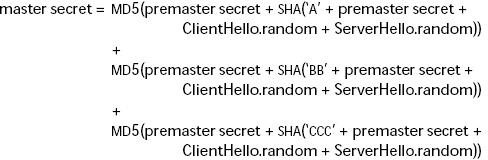 master secret = MD5(premaster secret + SHA('A' + premaster secret +
ClientHello.random + ServerHello.random))
+
MD5(premaster secret + SHA('BB' + premaster secret +
ClientHello.random + ServerHello.random))
+
MD5(premaster secret + SHA('CCC' + premaster secret +
ClientHello.random + ServerHello.random))